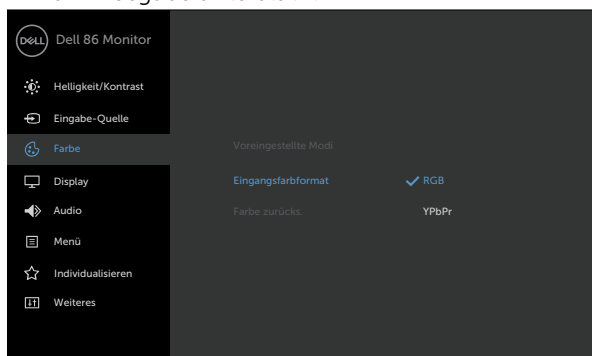 DELL
Dell 86 Monitor
Helligkeit/Kontrast
Eingabe-Quelle
Farbe
Voreingestellte Modi
Display
Eingangsfarbformat
RGB
Audio
Farbe zurücks.
YPbPr
Menü
Individualisieren
Weiteres